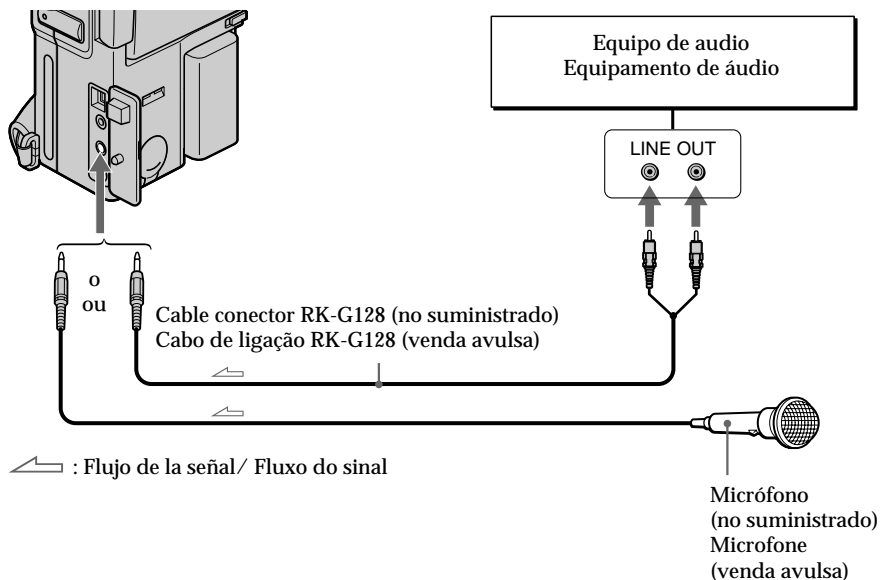 Equipo de audio
Equipamento de áudio
LINE OUT
o
ou
Cable conector RK-G128 (no suministrado)
Cabo de ligação RK-G128 (venda avulsa)
: Flujo de la señal/ Fluxo do sinal
Micrófono
(no suministrado)
Microfone
(venda avulsa)